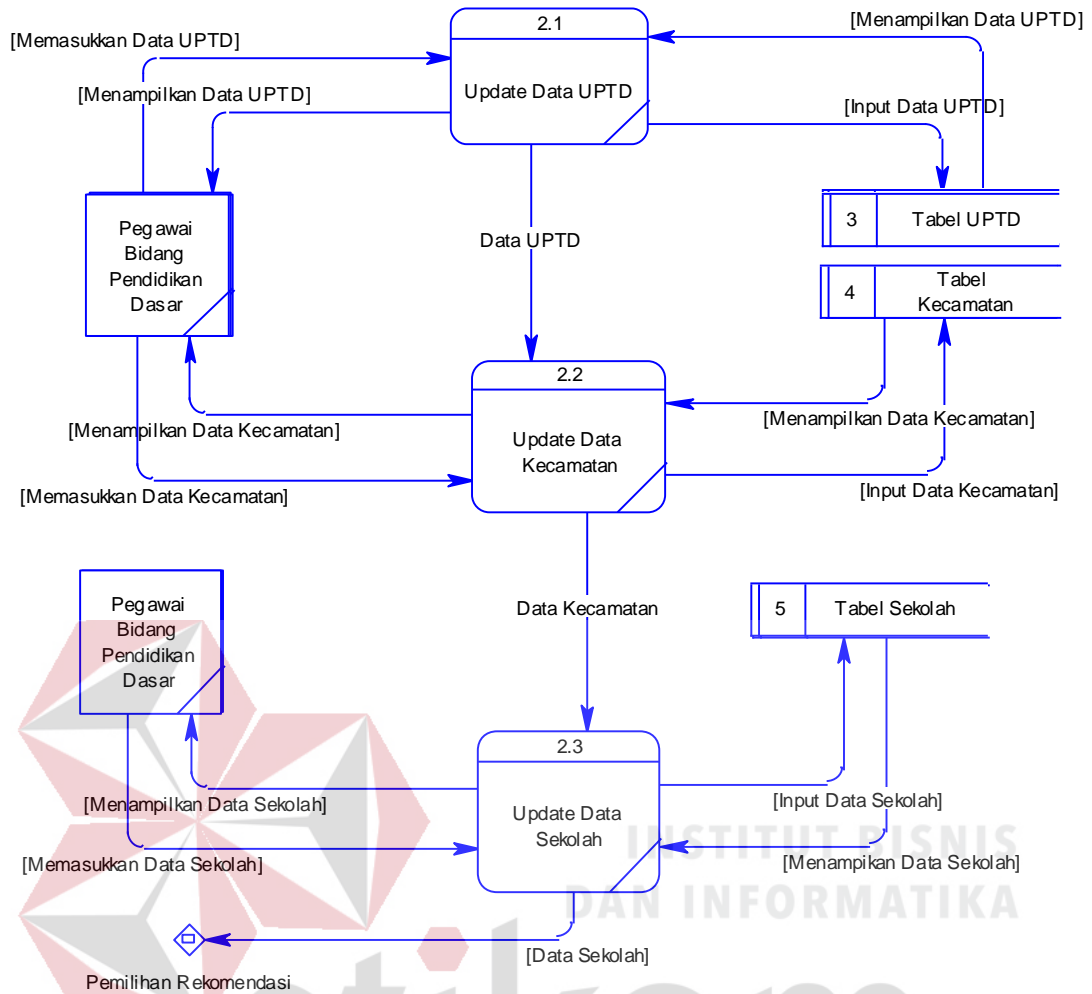 2.1
[Menampilkan Data UPTD]
[Memasukkan Data UPTD]
Update Data UPTD
[Menampilkan Data UPTD]
[Input Data UPTD]
Pegawai
Bidang
Pendidikan
Dasar
3
Tabel UPTD
Data UPTD
4
Tabel
Kecamatan
2.2
[Menampilkan Data Kecamatan]
[Menampilkan Data Kecamatan]
Update Data
Kecamatan
[Memasukkan Data Kecamatan]
[Input Data Kecamatan]
Pegawai
Bidang
Pendidikan
Dasar
Data Kecamatan
5
Tabel Sekolah
2.3
[Menampilkan Data Sekolah]
Update Data
Sekolah
[Input Data Sekolah]
[Memasukkan Data Sekolah]
[Menampikan Data Sekolah]
INSTITUT BISNIS
DAN INFORMATIKA
[Data Sekolah]
Pemilihan Rekomendasi